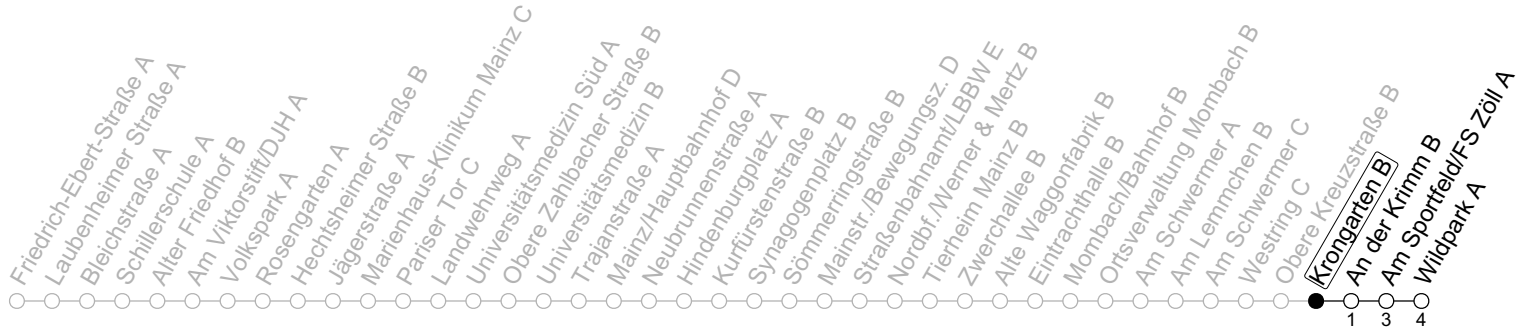 Friedrich-Ebert-Straße A
Laubenheimer Straße A
Bleichstraße A
Schillerschule A
Alter Friedhof B
Am Viktorstift/DJH A
Volkspark A
Rosengarten A
Hechtsheimer Straße B
Jägerstraße A
Marienhaus-Klinikum Mainz C
Pariser Tor C
Landwehrweg A
Universitätsmedizin Süd A
Obere Zahlbacher Straße B
Universitätsmedizin B
Trajanstraße A
Mainz/Hauptbahnhof D
Neubrunnenstraße A
Hindenburgplatz A
Kurfürstenstraße B
Synagogenplatz B
Sömmerringstraße B
Mainstr./Bewegungsz. D
Straßenbahnamt/LBBW E
Nordbf./Werner & Mertz B
Tierheim Mainz B
Zwerchallee B
Alte Waggonfabrik B
Eintrachthalle B
Mombach/Bahnhof B
Ortsverwaltung Mombach B
Am Schwermer A
Am Lemmchen B
Am Schwermer C
Westring C
Obere Kreuzstraße B
Krongarten B
An der Krimm B
Am Sportfeld/FS Zöll A
Wildpark A
1 3 4